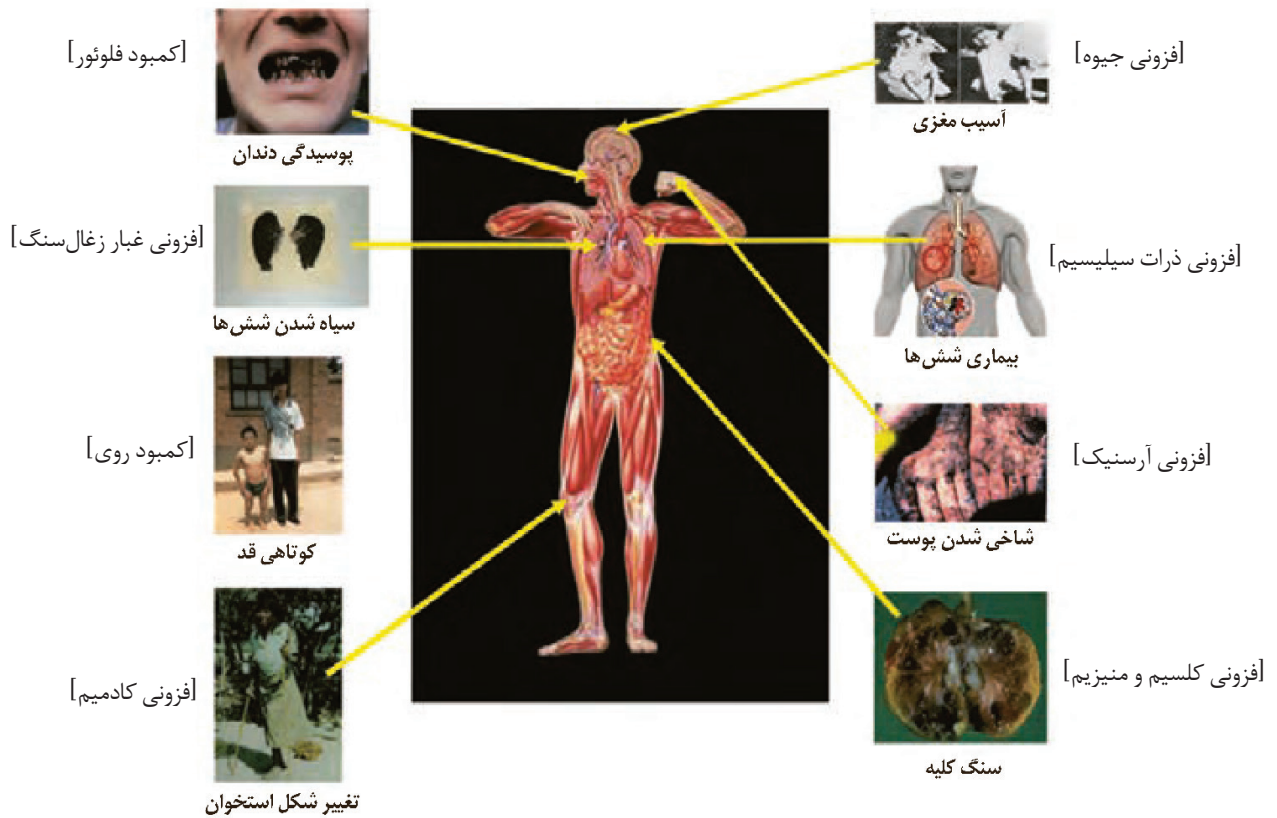 [فزونی جیوه]
آسیب مغزی
[فزونی ذرات سیلیسیم]
بیماری شش‌ها
[فزونی آرسنیک]
شاخی شدن پوست
[فزونی کلسیم و منیزیم]
سنگ کلیه
[کمبود فلوئور]
پوسیدگی دندان
[فزونی غبار زغال‌سنگ]
سیاه شدن شش‌ها
[کمبود روی]
کوتاهی قد
[فزونی کادمیم]
تغییر شکل استخوان